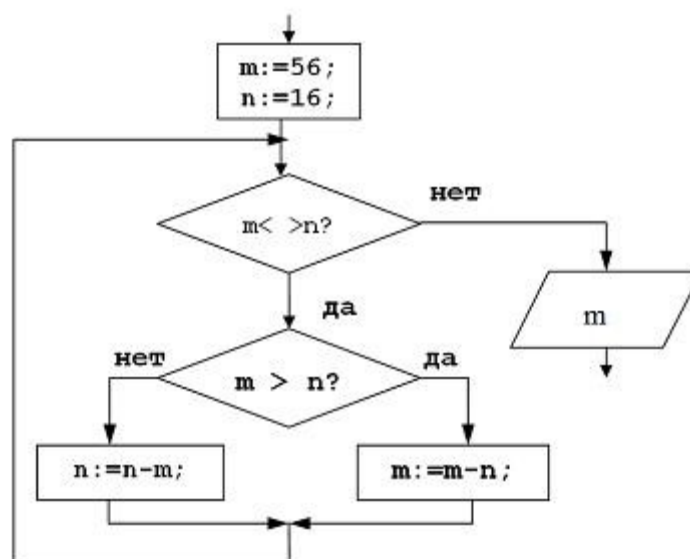 m:=56;
n:=16;
m< >n?
нет
да
m
нет
m > n?
да
n:=n-m;
m:=m-n;